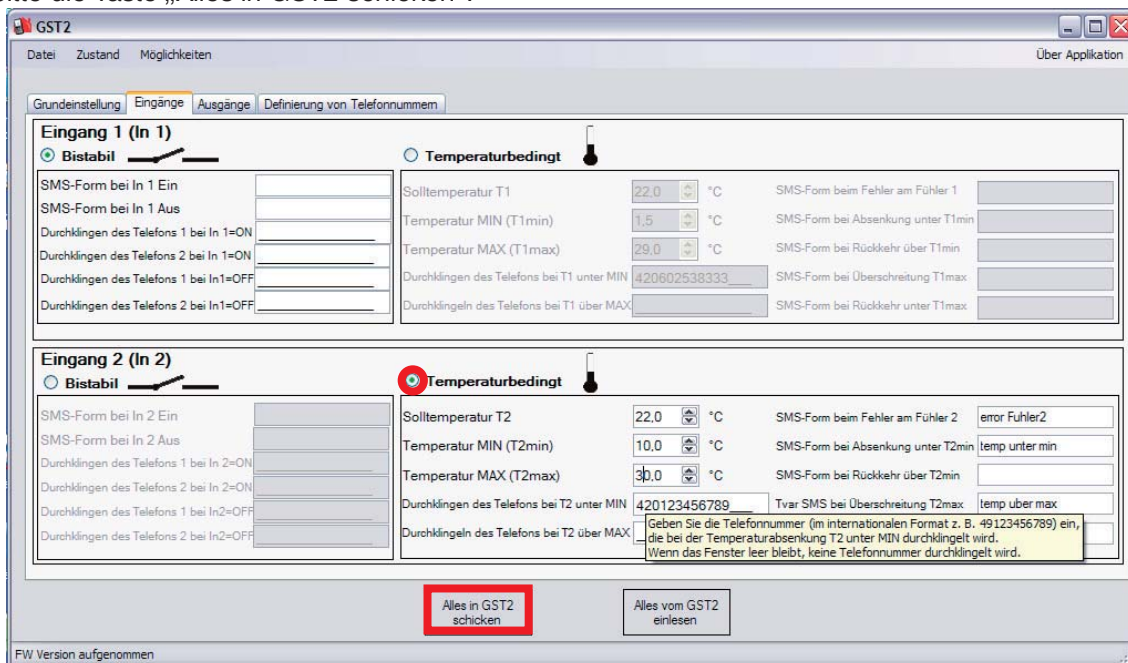 GST2
Datei Zustand Möglichkeiten Über Applikation
Grundeinstellung Eingänge Ausgänge Definierung von Telefonnummern
Eingang 1 (In 1)
Bistabil Temperaturbedingt
SMS-Form bei In 1 Ein
SMS-Form bei In 1 Aus
Durchklingen des Telefons 1 bei In 1=ON
Durchklingen des Telefons 2 bei In 1=ON
Durchklingen des Telefons 1 bei In1=OFF
Durchklingen des Telefons 2 bei In1=OFF
Solltemperatur T1 22,0 °C SMS-Form beim Fehler am Fühler 1
Temperatur MIN (T1min) 1,5 °C SMS-Form bei Absenkung unter T1min
Temperatur MAX (T1max) 29,0 °C SMS-Form bei Rückkehr über T1min
Durchklingen des Telefons bei T1 unter MIN 420602538333___ SMS-Form bei Überschreitung T1max
Durchklingeln des Telefons bei T1 über MAX SMS-Form bei Rückkehr unter T1max
Eingang 2 (In 2)
Bistabil Temperaturbedingt
SMS-Form bei In 2 Ein
SMS-Form bei In 2 Aus
Durchklingen des Telefons 1 bei In 2=ON
Durchklingen des Telefons 2 bei In 2=ON
Durchklingen des Telefons 1 bei In2=OFF
Durchklingen des Telefons 2 bei In2=OFF
Solltemperatur T2 22,0 °C SMS-Form beim Fehler am Fühler 2 error Fuhler2
Temperatur MIN (T2min) 10,0 °C SMS-Form bei Absenkung unter T2min temp unter min
Temperatur MAX (T2max) 30,0 °C SMS-Form bei Rückkehr über T2min
Durchklingen des Telefons bei T2 unter MIN 420123456789___ Tvar SMS bei Überschreitung T2max temp uber max
Durchklingeln des Telefons bei T2 über MAX
Geben Sie die Telefonnummer (im internationalen Format z. B. 49123456789) ein,
die bei der Temperaturabsenkung T2 unter MIN durchklingelt wird.
Wenn das Fenster leer bleibt, keine Telefonnummer durchklingelt wird.
Alles in GST2
schicken
Alles vom GST2
einlesen
FW Version aufgenommen